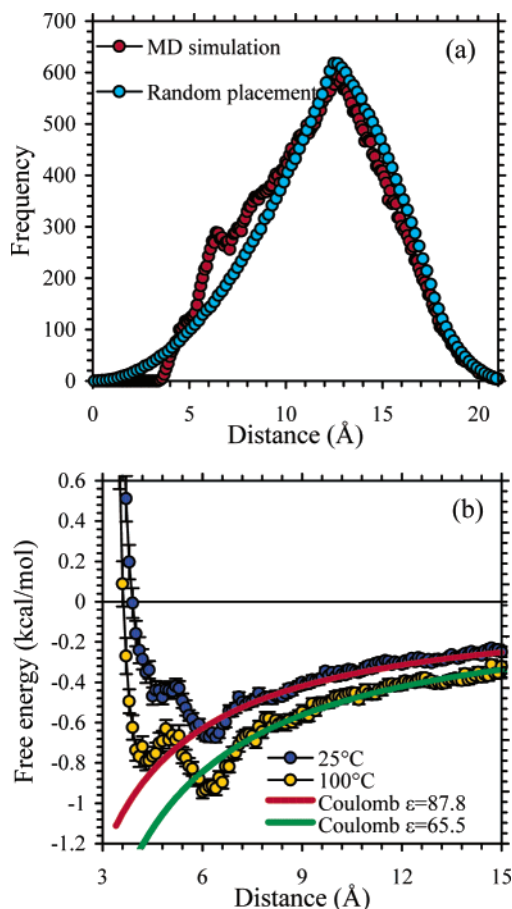 700
600
500
400
300
200
100
0
Frequency
MD simulation
Random placement
(a)
0 5 10 15 20
Distance (Å)
0.6
0.4
0.2
0
-0.2
-0.4
-0.6
-0.8
-1
-1.2
Free energy (kcal/mol)
(b)
25°C
100°C
Coulomb ε=87.8
Coulomb ε=65.5
3 6 9 12 15
Distance (Å)